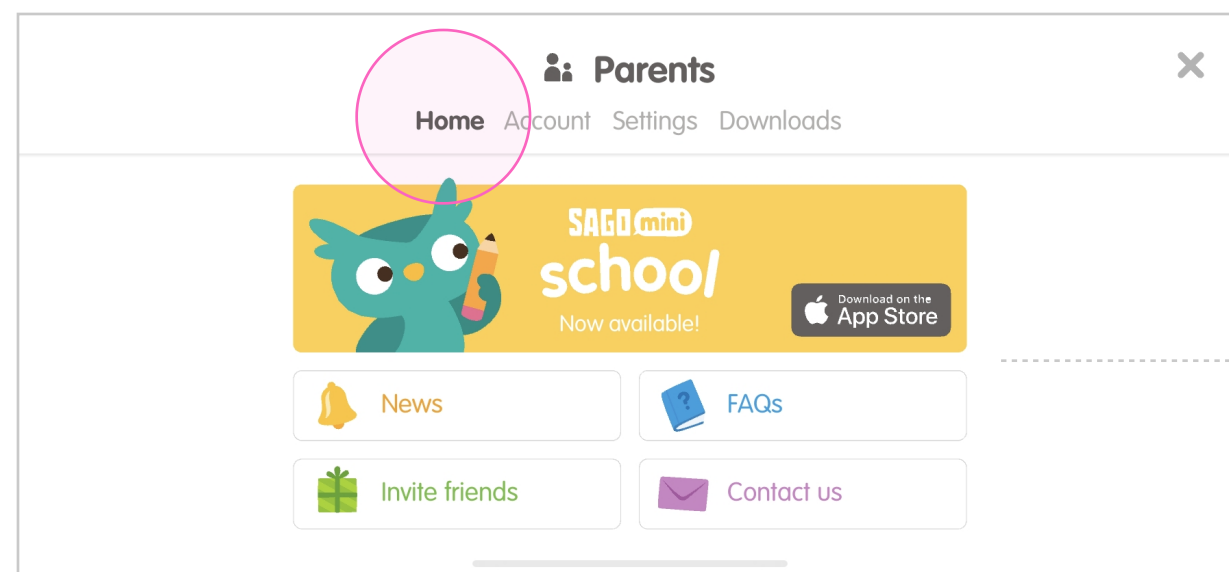 Parents
Home Account Settings Downloads
SAGO mini
school
Now available!
Download on the
App Store
News
?
FAQs
Invite friends
Contact us